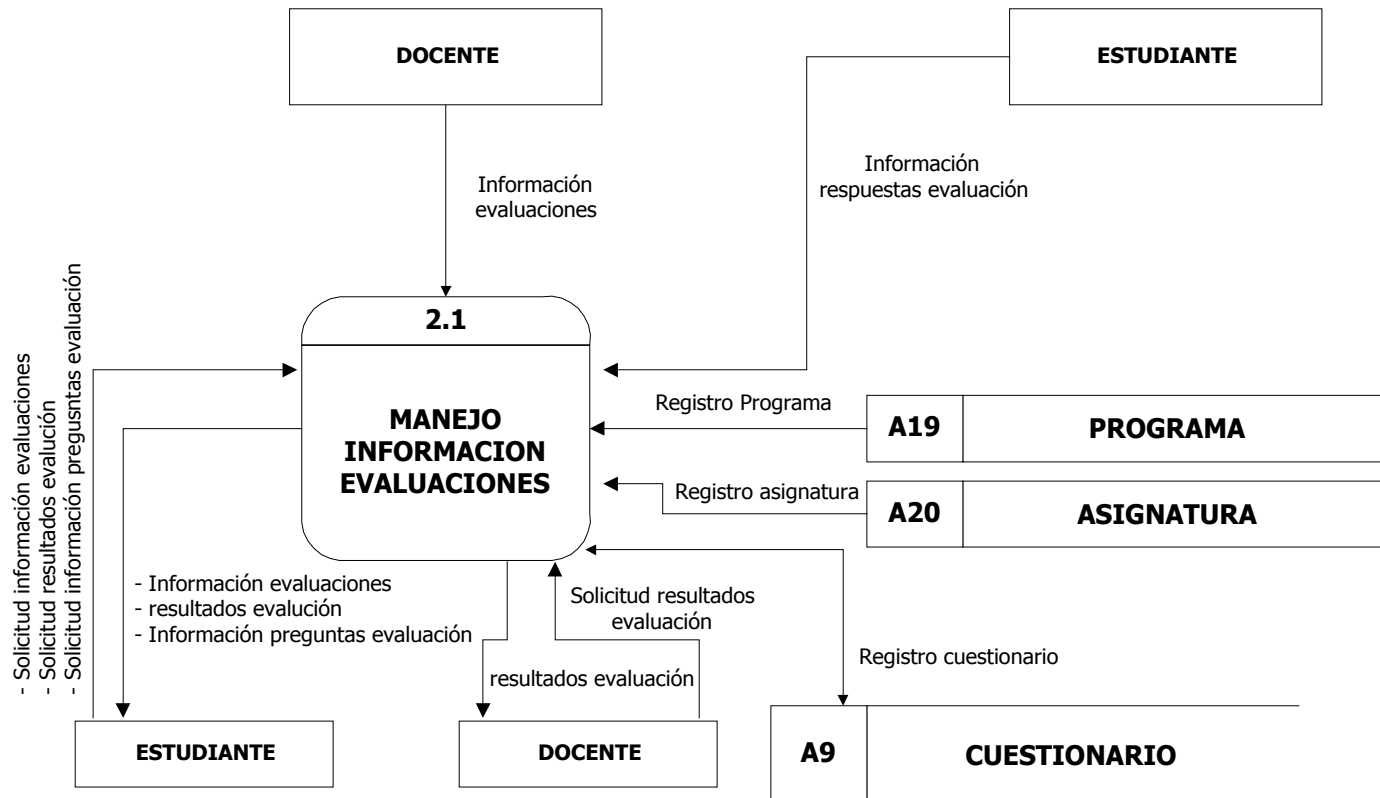 DOCENTE
ESTUDIANTE
Información
respuestas evaluación
Información
evaluaciones
- Solicitud información evaluaciones
- Solicitud resultados evalución
- Solicitud información pregusntas evaluación
2.1
MANEJO
INFORMACION
EVALUACIONES
Registro Programa
A19
PROGRAMA
Registro asignatura
A20
ASIGNATURA
- Información evaluaciones
- resultados evalución
- Información preguntas evaluación
Solicitud resultados
evaluación
resultados evaluación
Registro cuestionario
ESTUDIANTE
DOCENTE
A9
CUESTIONARIO